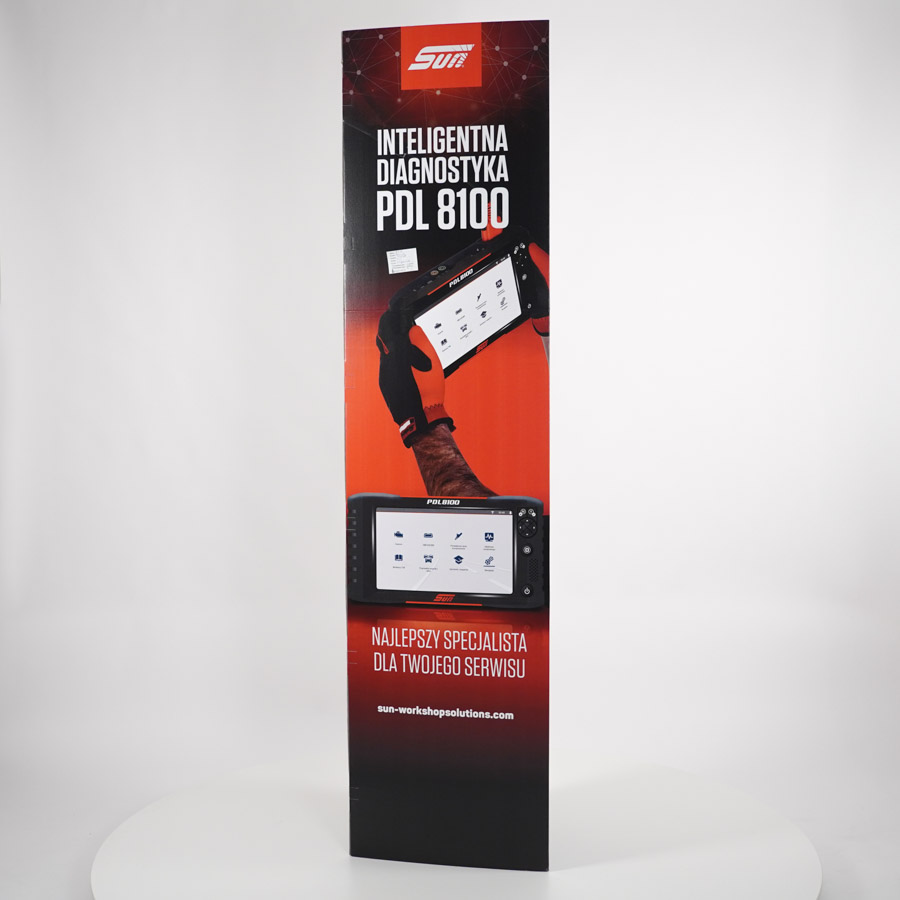 Sun
INTELIGENTNA
DIAGNOSTYKA
PDL 8100
PDL8100
Sun
PDL8100
Sun
NAJLEPSZY SPECJALISTA
DLA TWOJEGO SERWISU
sun-workshopsolutions.com